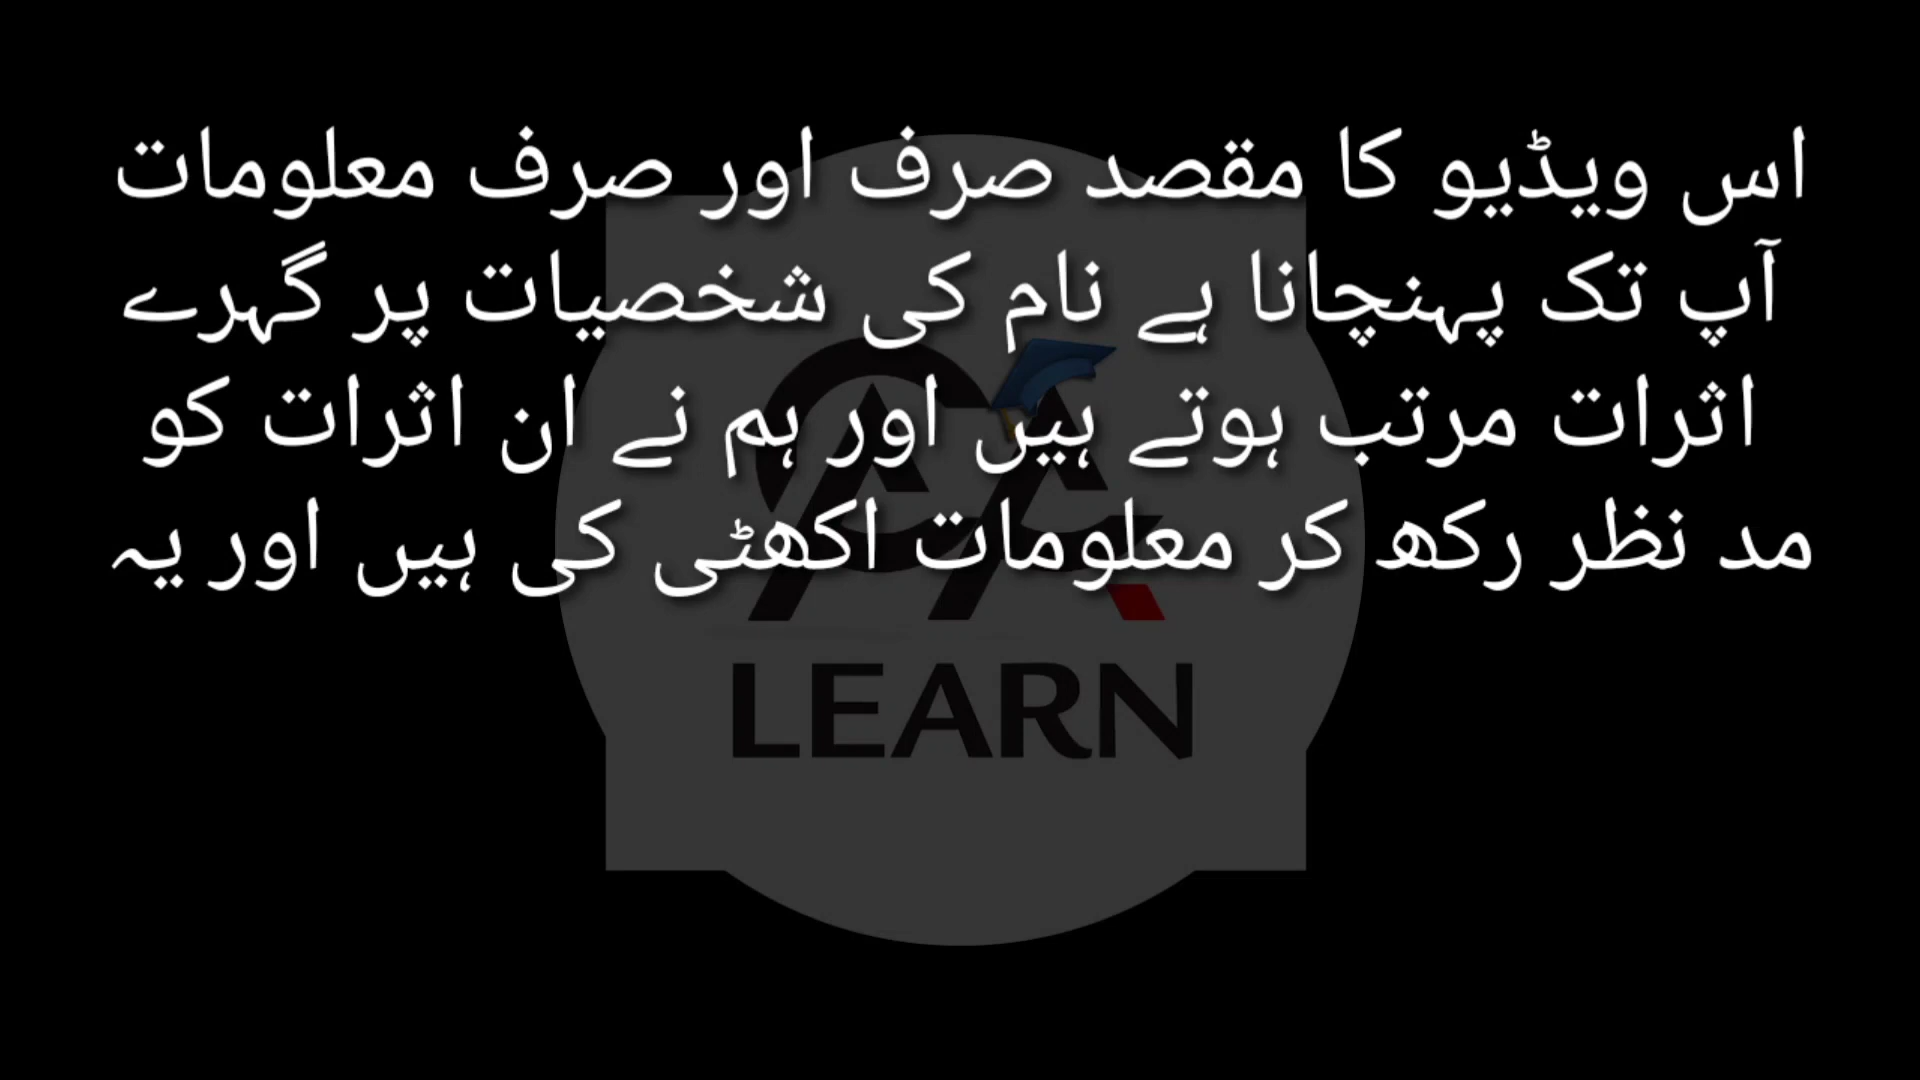 اس ویڈیو کا مقصد صرف اور صرف معلومات
آپ تک پہنچانا ہے نام کی شخصیات پر گہرے
اثرات مرتب ہوتے ہیں اور ہم نے ان اثرات کو
مد نظر رکھ کر معلومات اکھٹی کی ہیں اور یہ
LEARN